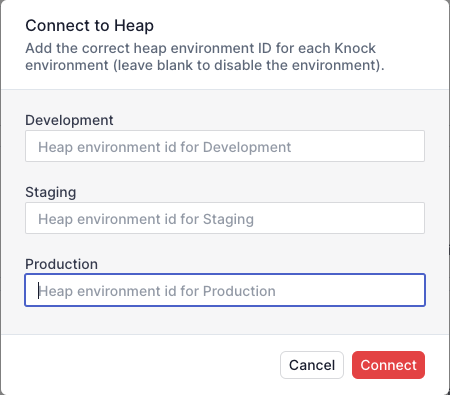 Connect to Heap
Add the correct heap environment ID for each Knock
environment (leave blank to disable the environment).
Development
Heap environment id for Development
Staging
Heap environment id for Staging
Production
Heap environment id for Production
Cancel
Connect